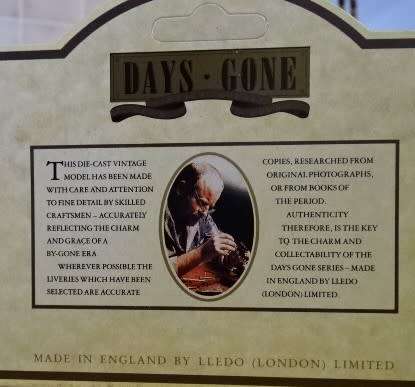 DAYS · GONE
THIS DIE-CAST VINTAGE
MODEL HAS BEEN MADE
WITH CARE AND ATTENTION
TO FINE DETAIL BY SKILLED
CRAFTSMEN – ACCURATELY
REFLECTING THE CHARM
AND GRACE OF A
BY-GONE ERA
WHEREVER POSSIBLE THE
LIVERIES WHICH HAVE BEEN
SELECTED ARE ACCURATE
COPIES, RESEARCHED FROM
ORIGINAL PHOTOGRAPHS,
OR FROM BOOKS OF
THE PERIOD.
AUTHENTICITY
THEREFORE, IS THE KEY
TO THE CHARM AND
COLLECTABILITY OF THE
DAYS GONE SERIES – MADE
IN ENGLAND BY LLEDO
(LONDON) LIMITED.
MADE IN ENGLAND BY LLEDO (LONDON) LIMITED